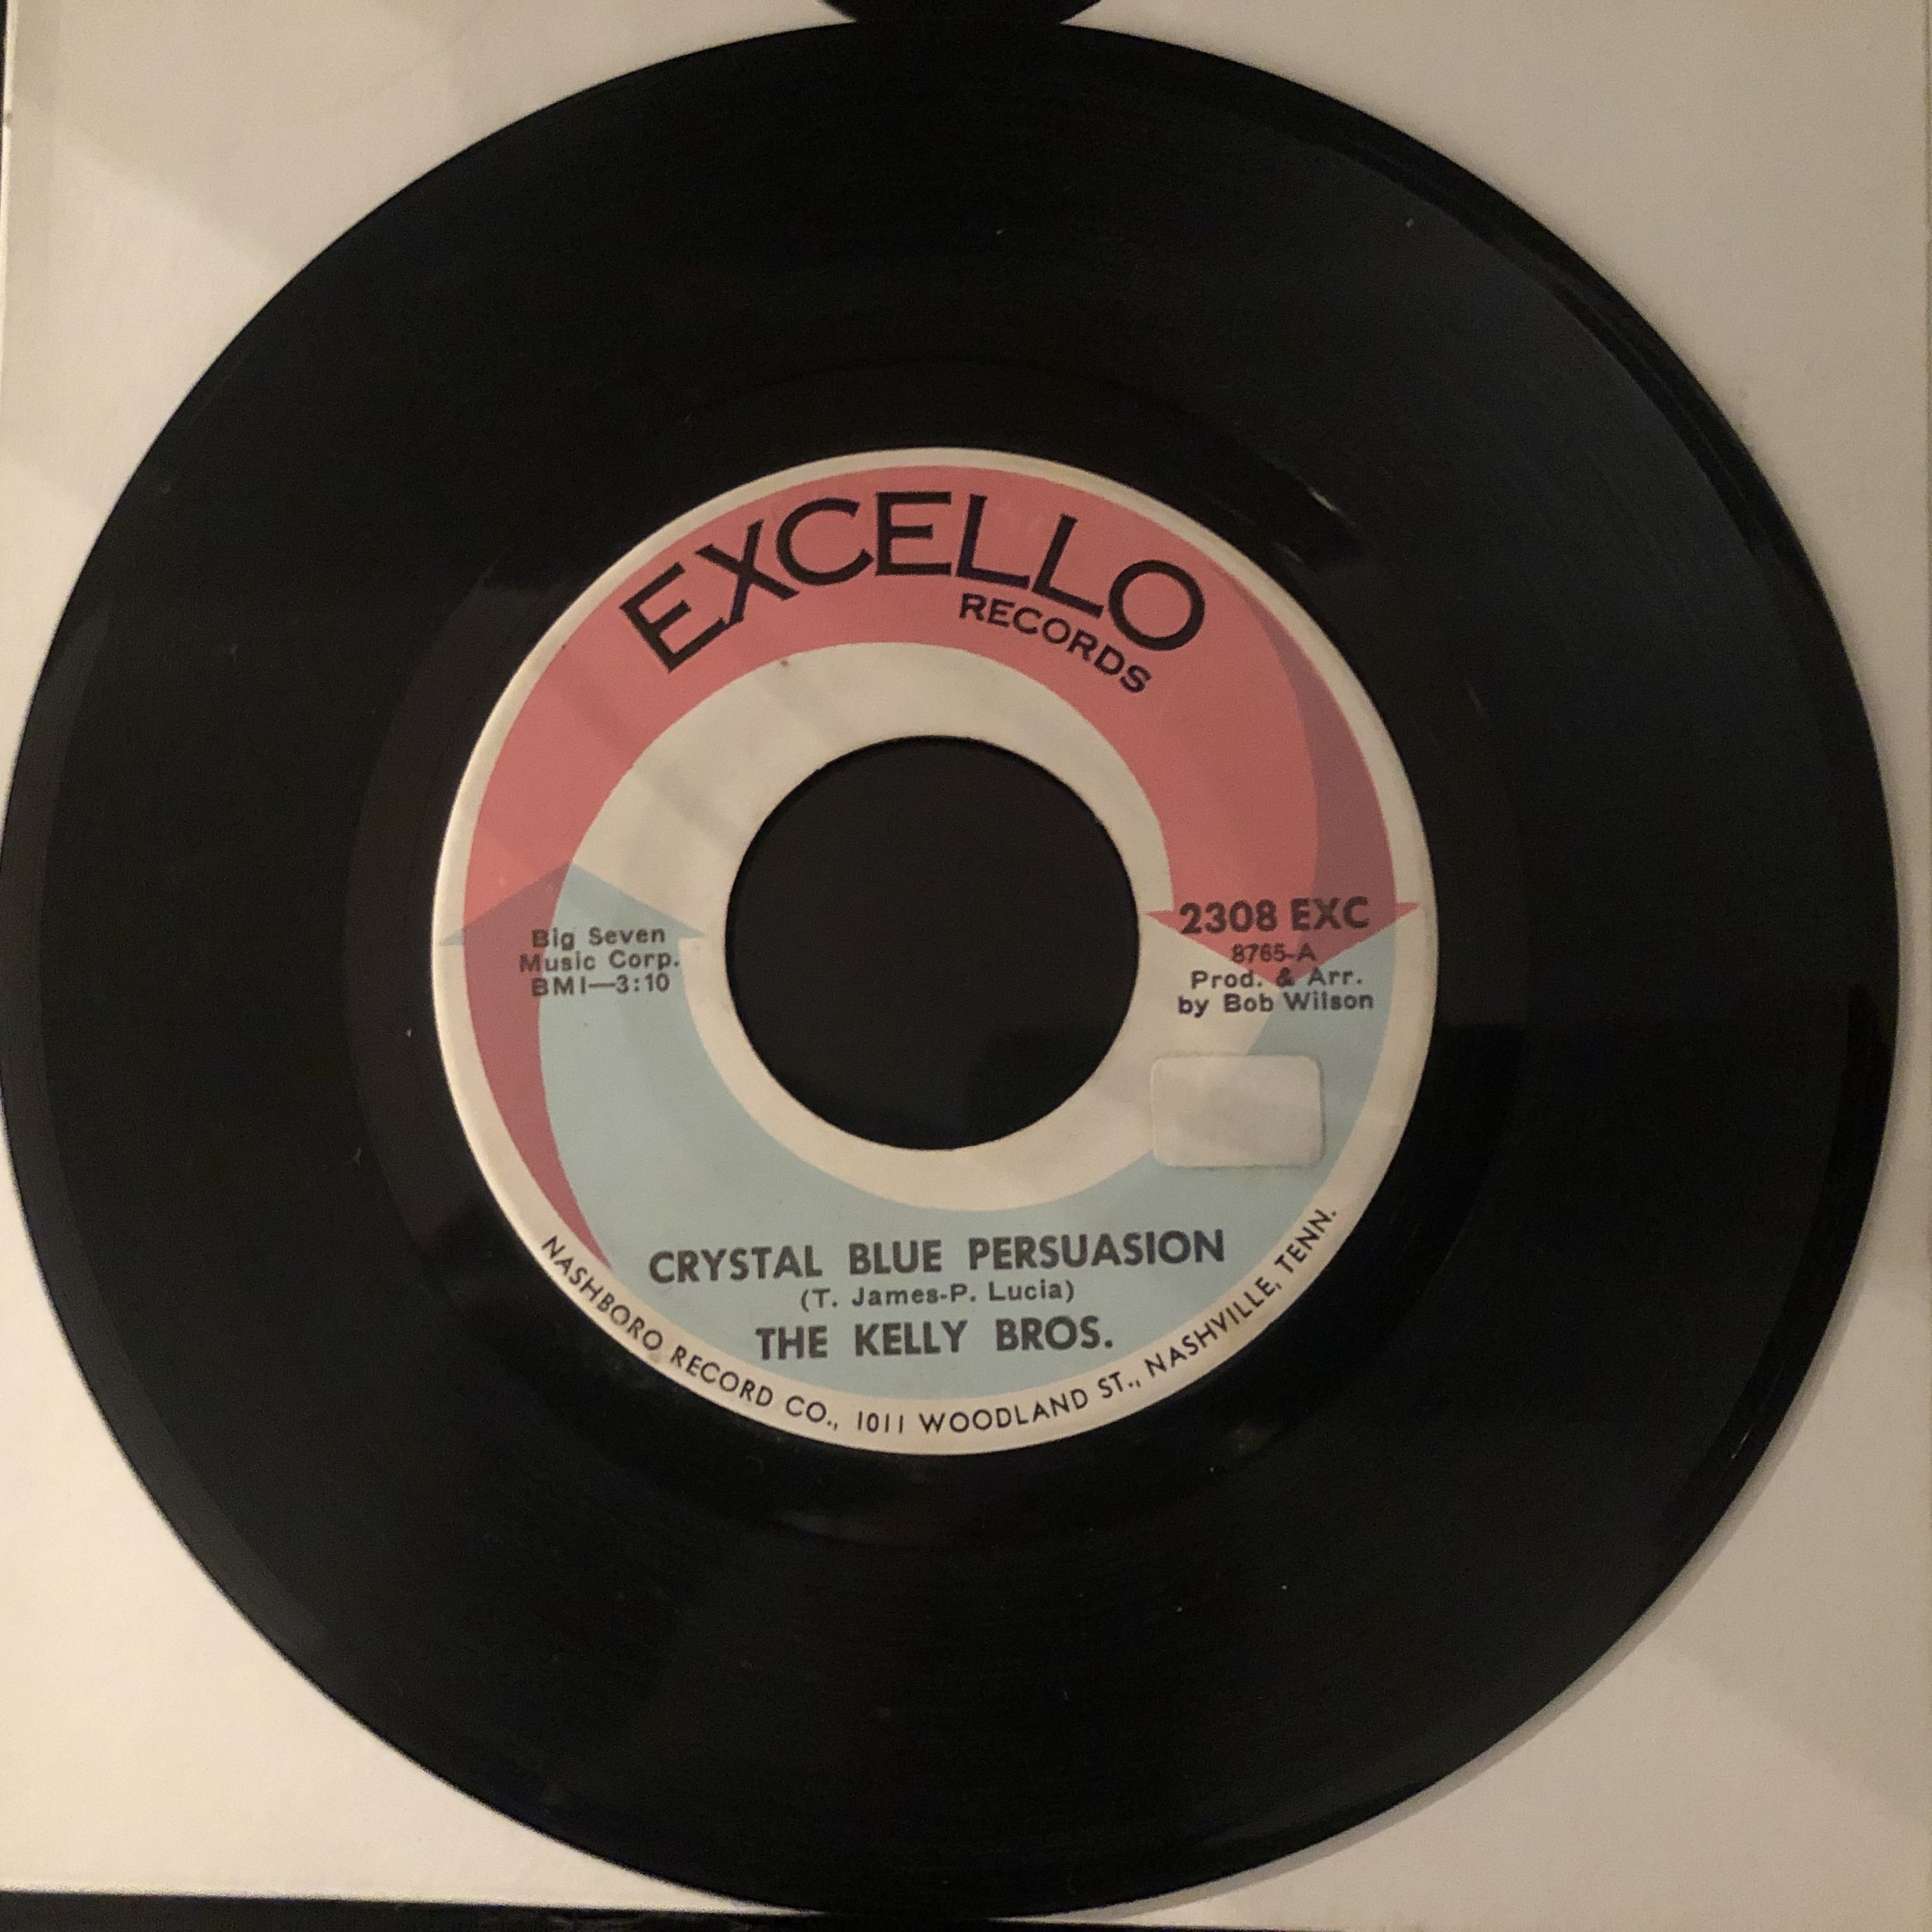 EXCELLO
RECORDS
Big Seven
Music Corp.
BMI—3:10
2308 EXC
8765-A
Prod. & Arr.
by Bob Wilson
CRYSTAL BLUE PERSUASION
(T. James-P. Lucia)
THE KELLY BROS.
NASHBORO RECORD CO., 1011 WOODLAND ST., NASHVILLE, TENN.